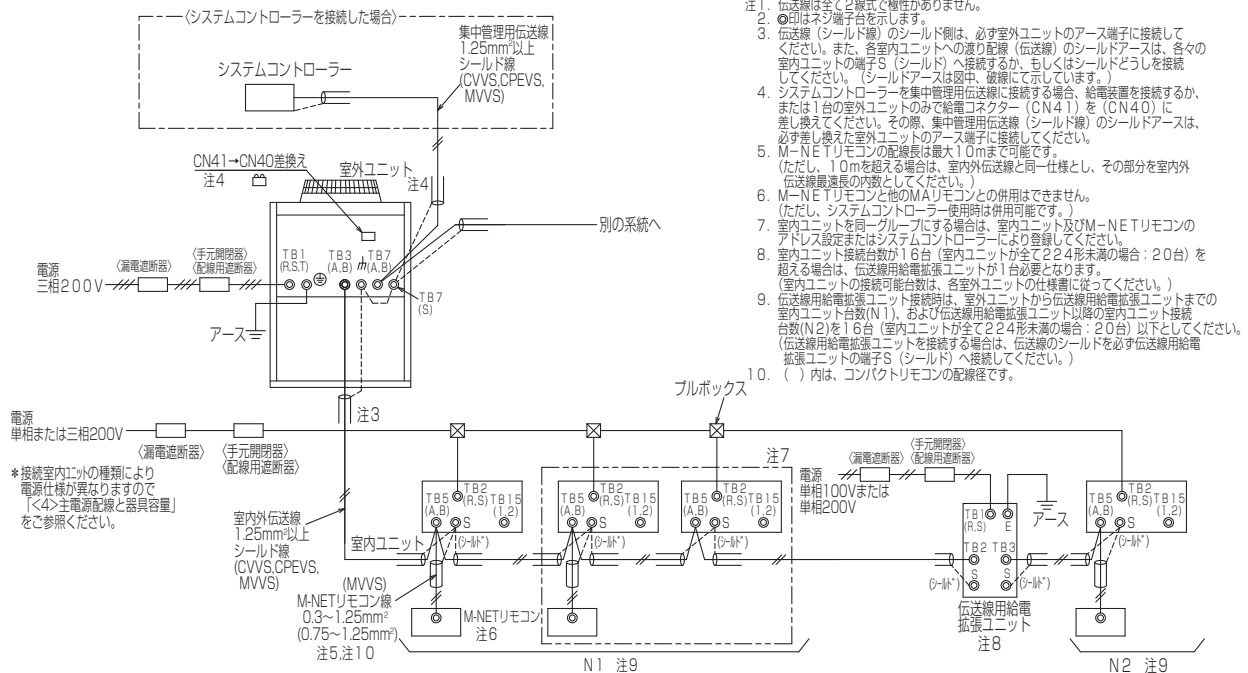 〈システムコントローラーを接続した場合〉
集中管理用伝送線
1.25mm²以上
シールド線
(CVVS,CPEVS,
MVVS)
システムコントローラー
CN41→CN40差換え
注4
室外ユニット
注4
別の系統へ
電源
三相200V
〈漏電遮断器〉
〈手元開閉器〉
〈配線用遮断器〉
TB1
(R,S,T)
TB3
(A,B)
TB7
(A,B)
TB7
(S)
アース
注3
注1. 伝送線は全て2線式で極性がありません。
2. ◎印はネジ端子台を示します。
3. 伝送線（シールド線）のシールド側は、必ず室外ユニットのアース端子に接続して
ください。また、各室内ユニットへの渡り配線（伝送線）のシールドアースは、各々の
室内ユニットの端子S（シールド）へ接続するか、もしくはシールドどうしを接続
してください。（シールドアースは図中、破線にて示しています。）
4. システムコントローラーを集中管理用伝送線に接続する場合、給電装置を接続するか、
または1台の室外ユニットのみで給電コネクター（CN41）を（CN40）に
差し換えてください。その際、集中管理用伝送線（シールド線）のシールドアースは、
必ず差し換えた室外ユニットのアース端子に接続してください。
5. M－NETリモコンの配線長は最大10mまで可能です。
(ただし、10mを超える場合は、室内外伝送線と同一仕様とし、その部分を室内外
伝送線最遠長の内数としてください。)
6. M－NETリモコンと他のMAリモコンとの併用はできません。
(ただし、システムコントローラー使用時は併用可能です。)
7. 室内ユニットを同一グループにする場合は、室内ユニット及びM－NETリモコンの
アドレス設定またはシステムコントローラーにより登録してください。
8. 室内ユニット接続台数が16台（室内ユニットが全て224形未満の場合：20台）を
超える場合は、伝送線用給電拡張ユニットが1台必要となります。
(室内ユニットの接続可能台数は、各室外ユニットの仕様書に従ってください。)
9. 伝送線用給電拡張ユニット接続時は、室外ユニットから伝送線用給電拡張ユニットまでの
室内ユニット台数(N1)、および伝送線用給電拡張ユニット以降の室内ユニット接続
台数(N2)を16台（室内ユニットが全て224形未満の場合：20台）以下としてください。
(伝送線用給電拡張ユニットを接続する場合は、伝送線のシールドを必ず伝送線用給電
拡張ユニットの端子S（シールド）へ接続してください。)
10. （ ）内は、コンパクトリモコンの配線径です。
プルボックス
電源
単相または三相200V
〈漏電遮断器〉
〈手元開閉器〉
〈配線用遮断器〉
＊接続室内ユニットの種類により
電源仕様が異なりますので
「<4>主電源配線と器具容量」
をご参照ください。
室内外伝送線
1.25mm²以上
シールド線
(CVVS,CPEVS,
MVVS)
室内ユニット
TB5
(A,B)
TB2
(R,S)
TB15
(1,2)
S
(シールド)
TB5
(A,B)
TB2
(R,S)
TB15
(1,2)
S
(シールド)
注7
TB5
(A,B)
TB2
(R,S)
TB15
(1,2)
S
(シールド)
(MVVS)
M-NETリモコン線
0.3~1.25mm²
(0.75~1.25mm²)
注5,注10
M-NETリモコン
注6
N1 注9
電源
単相100Vまたは
単相200V
〈漏電遮断器〉
〈手元開閉器〉
〈配線用遮断器〉
アース
TB1
(R,S)
E
TB2
TB3
S
S
(シールド)
(シールド)
伝送線用給電
拡張ユニット
注8
TB5
(A,B)
TB2
(R,S)
TB15
(1,2)
S
(シールド)
N2 注9